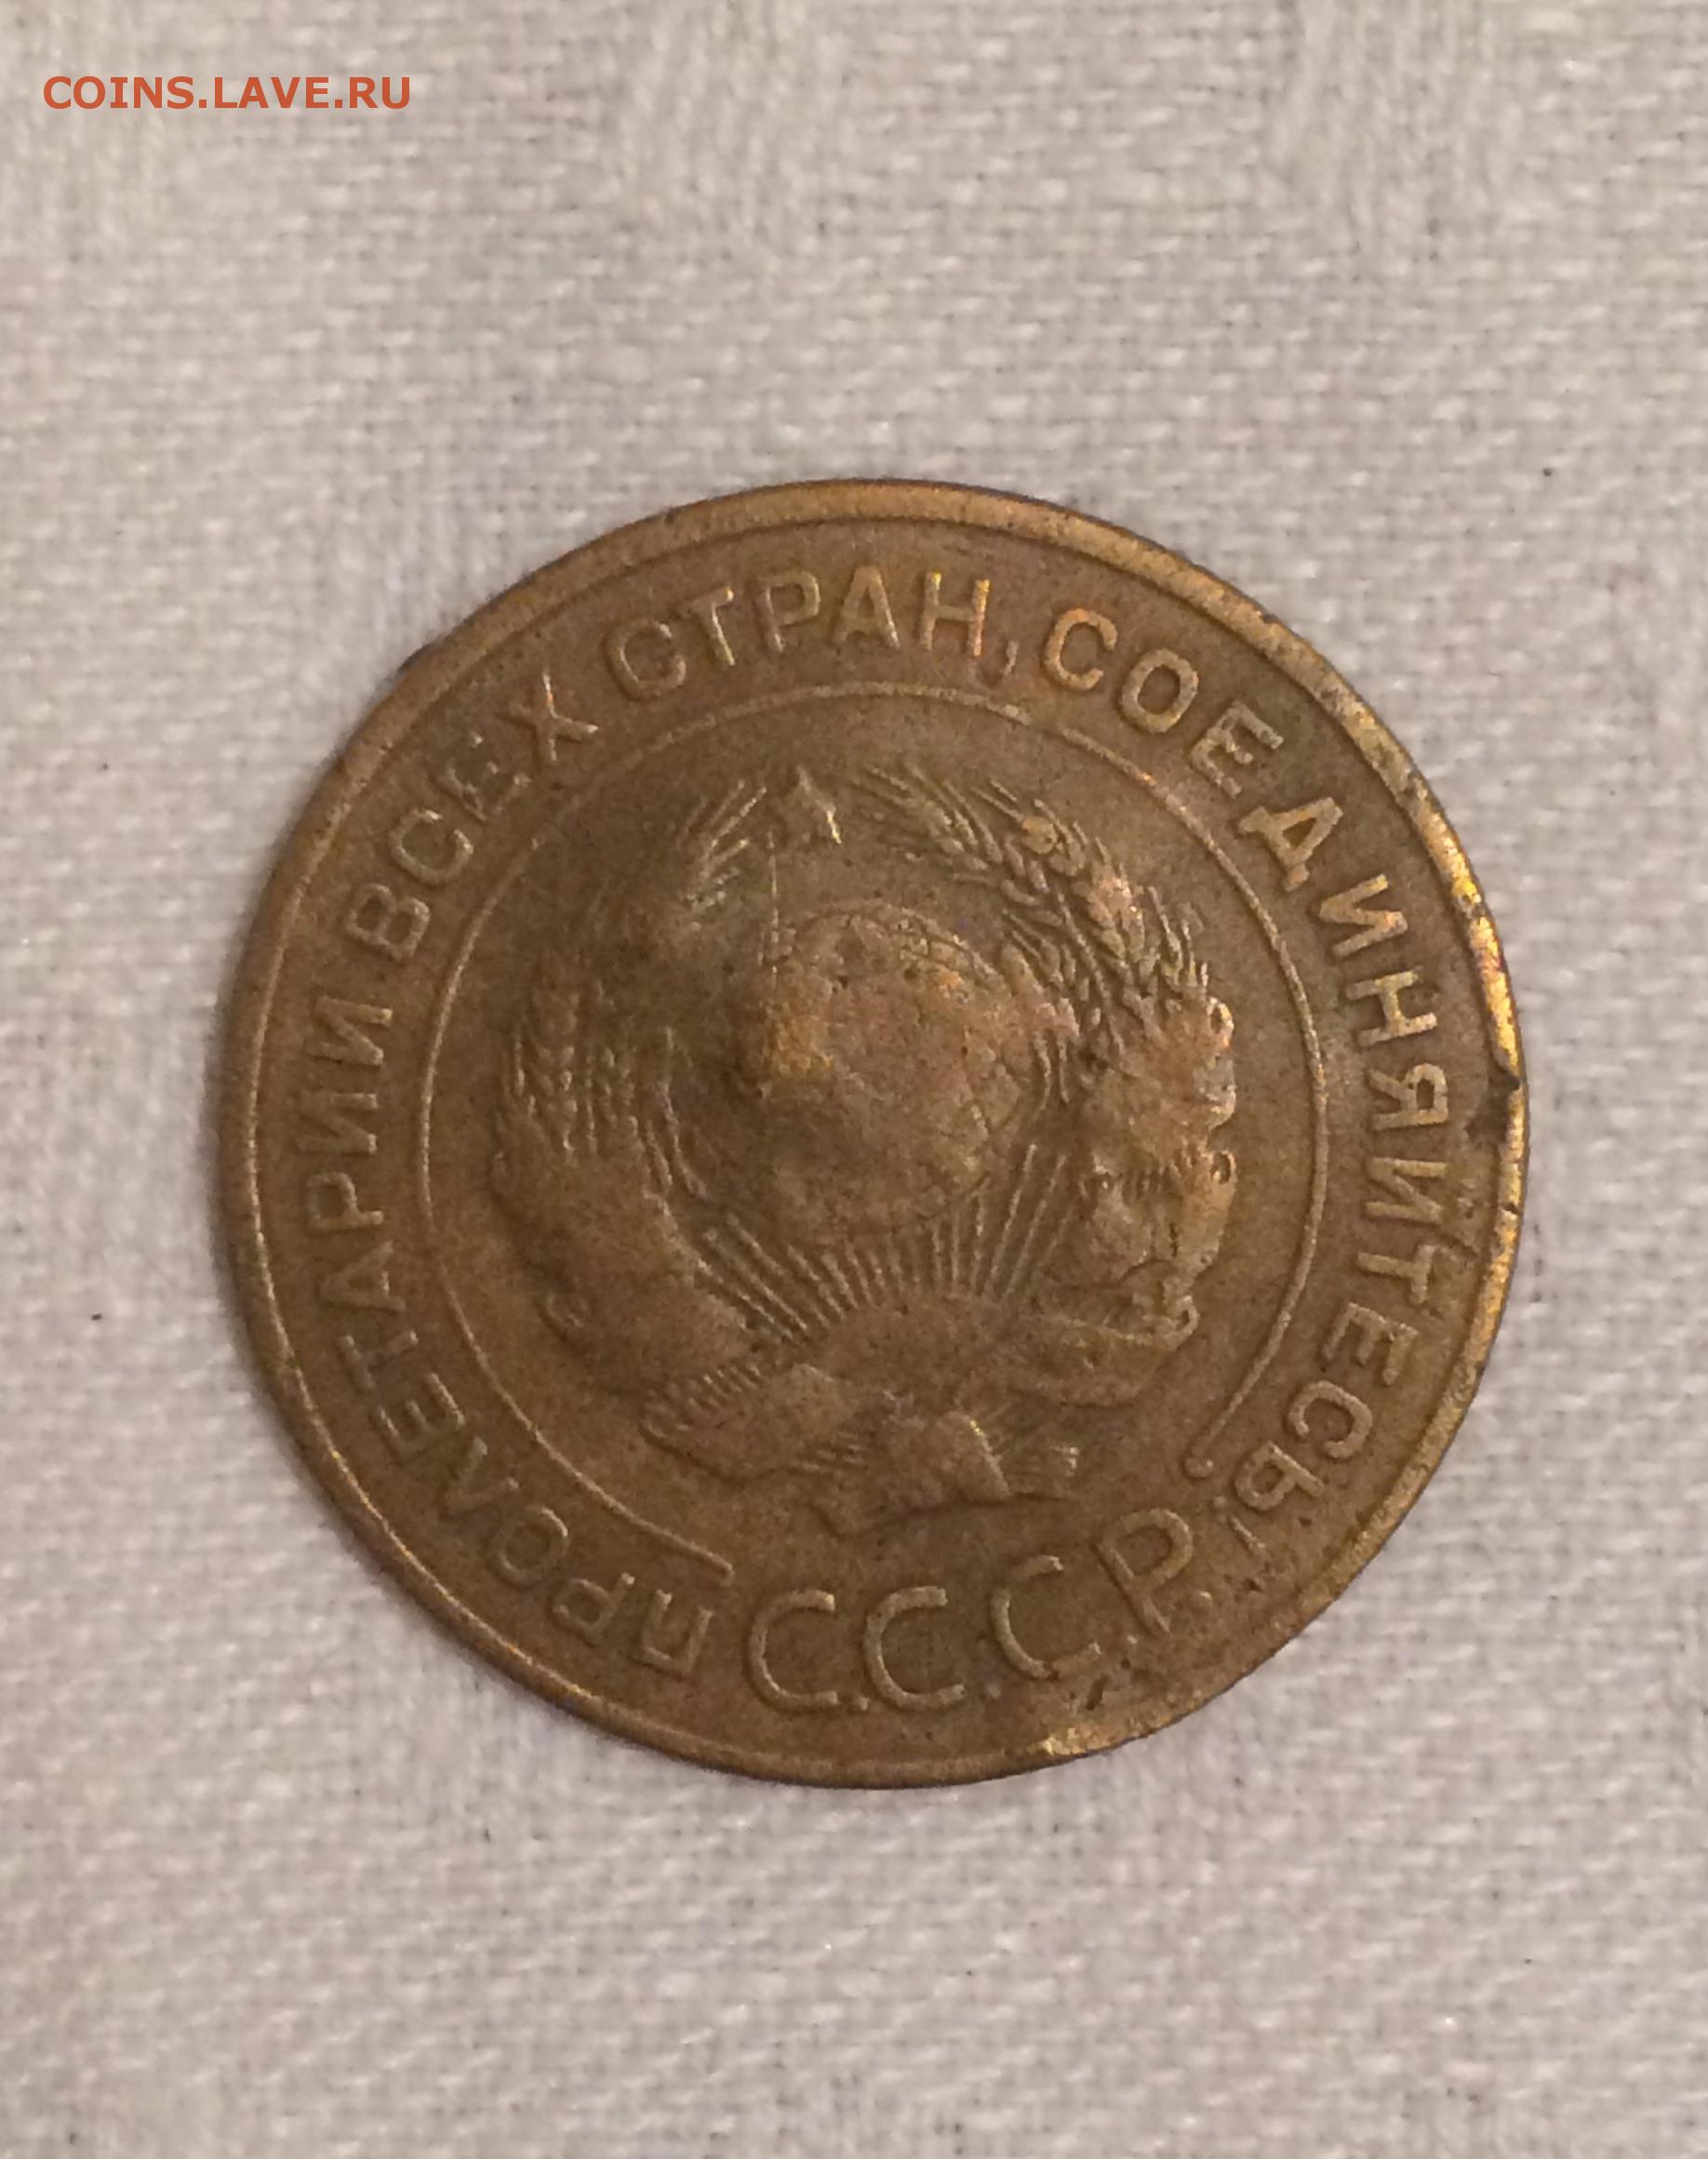 COINS.LAVE.RU
ПРОЛЕТАРИИ ВСЕХ СТРАН, СОЕДИНЯЙТЕСЬ!
С.С.С.Р.